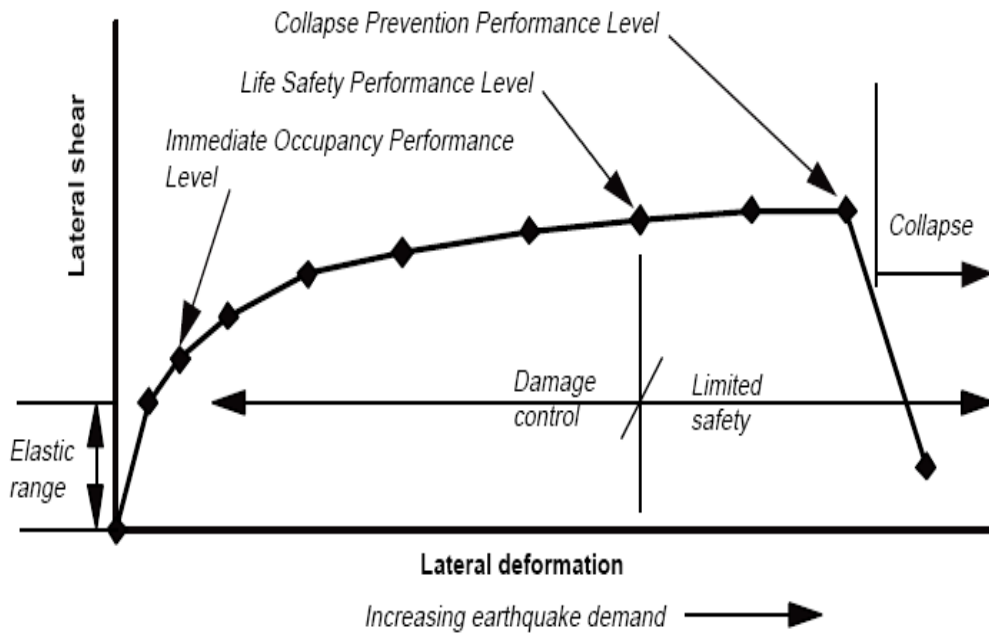 Collapse Prevention Performance Level
Life Safety Performance Level
Immediate Occupancy Performance
Level
Lateral shear
Collapse
Damage
control
Limited
safety
Elastic
range
Lateral deformation
Increasing earthquake demand